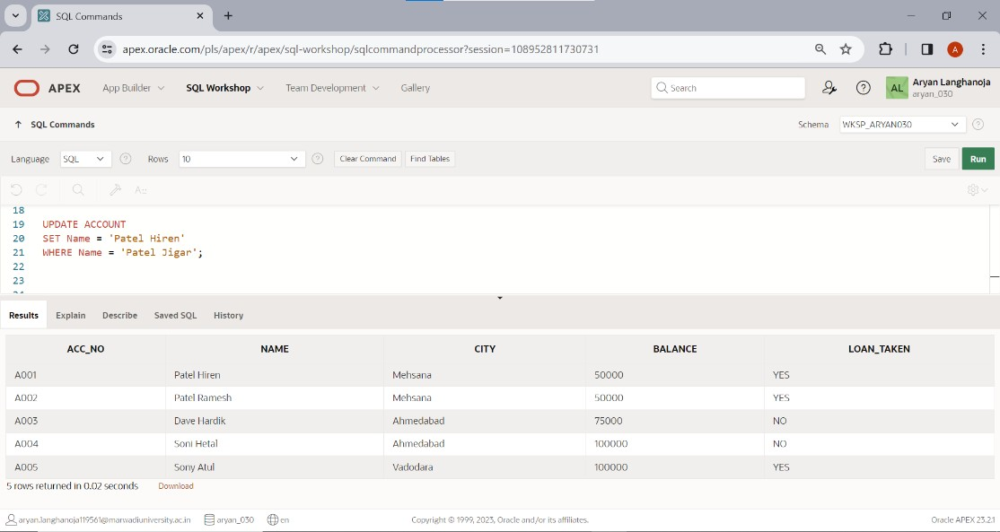 SQL Commands
apex.oracle.com/pls/apex/r/apex/sql-workshop/sqlcommandprocessor?session=108952811730731
A
APEX App Builder SQL Workshop Team Development Gallery Search AL Aryan Langhanoja
aryan_030
SQL Commands Schema WKSP_ARYAN030
Language SQL Rows 10 Clear Command Find Tables Save Run
18
19 UPDATE ACCOUNT
20 SET Name = 'Patel Hiren'
21 WHERE Name = 'Patel Jigar';
22
23
24
Results Explain Describe Saved SQL History
ACC_NO NAME CITY BALANCE LOAN_TAKEN
A001 Patel Hiren Mehsana 50000 YES
A002 Patel Ramesh Mehsana 50000 YES
A003 Dave Hardik Ahmedabad 75000 NO
A004 Soni Hetal Ahmedabad 100000 NO
A005 Sony Atul Vadodara 100000 YES
5 rows returned in 0.02 seconds Download
aryan.langhanoja119561@marwadiuniversity.ac.in aryan_030 en Copyright © 1999, 2023, Oracle and/or its affiliates. Oracle APEX 23.2.1